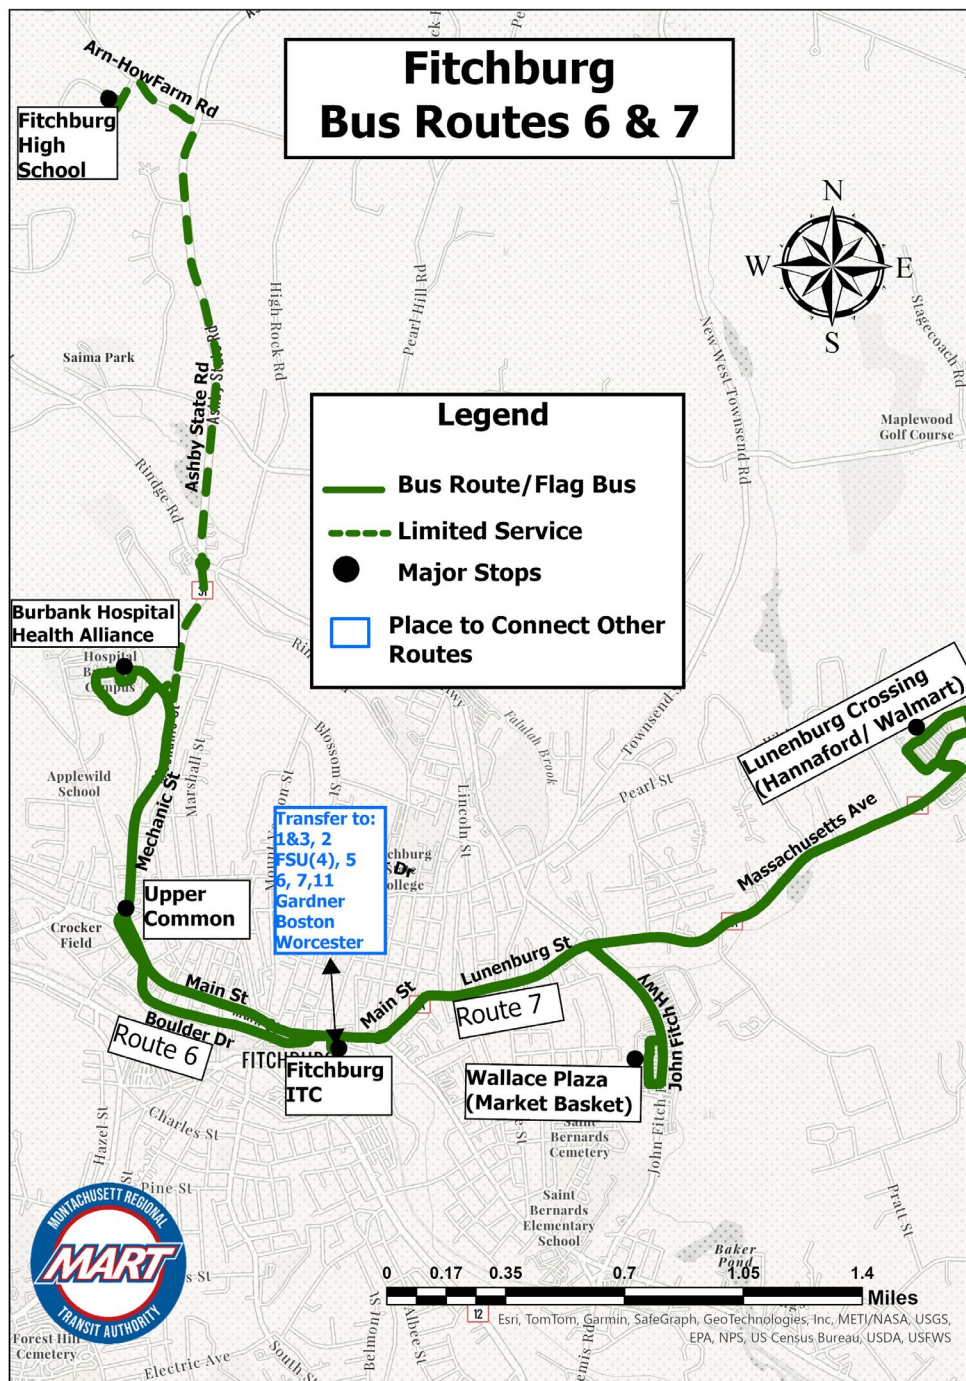 Fitchburg
Bus Routes 6 & 7
Arn-HowFarm Rd
Fitchburg
High
School
N
W
E
S
High Rock Rd
Pearl Hill Rd
New West Townsend Rd
Stagecoach Rd
Saima Park
Ashby State Rd
Maplewood
Golf Course
Rindge Rd
Legend
Bus Route/Flag Bus
Limited Service
Major Stops
Place to Connect Other
Routes
31
Burbank Hospital
Health Alliance
Hospital
Campus
Lunenburg Crossing
(Hannaford/ Walmart)
Townsend
Falulah Brook
Blossom St
Pearl St
Lincoln St
Marshall St
Applewild
School
Mechanic St
Massachusetts Ave
Transfer to:
1&3, 2
FSU(4), 5
6, 7,11
Gardner
Boston
Worcester
Dr
Upper
Common
Crocker
Field
Main St
Boulder Dr
Route 6
Main St
Lunenburg St
Route 7
John Fitch Hwy
Fitchburg
ITC
Wallace Plaza
(Market Basket)
Charles St
Hazel St
Pine St
Saint
Bernards
Cemetery
John Fitch
Saint
Bernards
Elementary
School
Pratt St
Baker
Pond
MONTACHUSETT REGIONAL
MART
TRANSIT AUTHORITY
0 0.17 0.35 0.7 1.05 1.4
Miles
12
Esri, TomTom, Garmin, SafeGraph, GeoTechnologies, Inc, METI/NASA, USGS,
EPA, NPS, US Census Bureau, USDA, USFWS
Forest Hill
Cemetery
Electric Ave
South St
Belmont St
Albee St